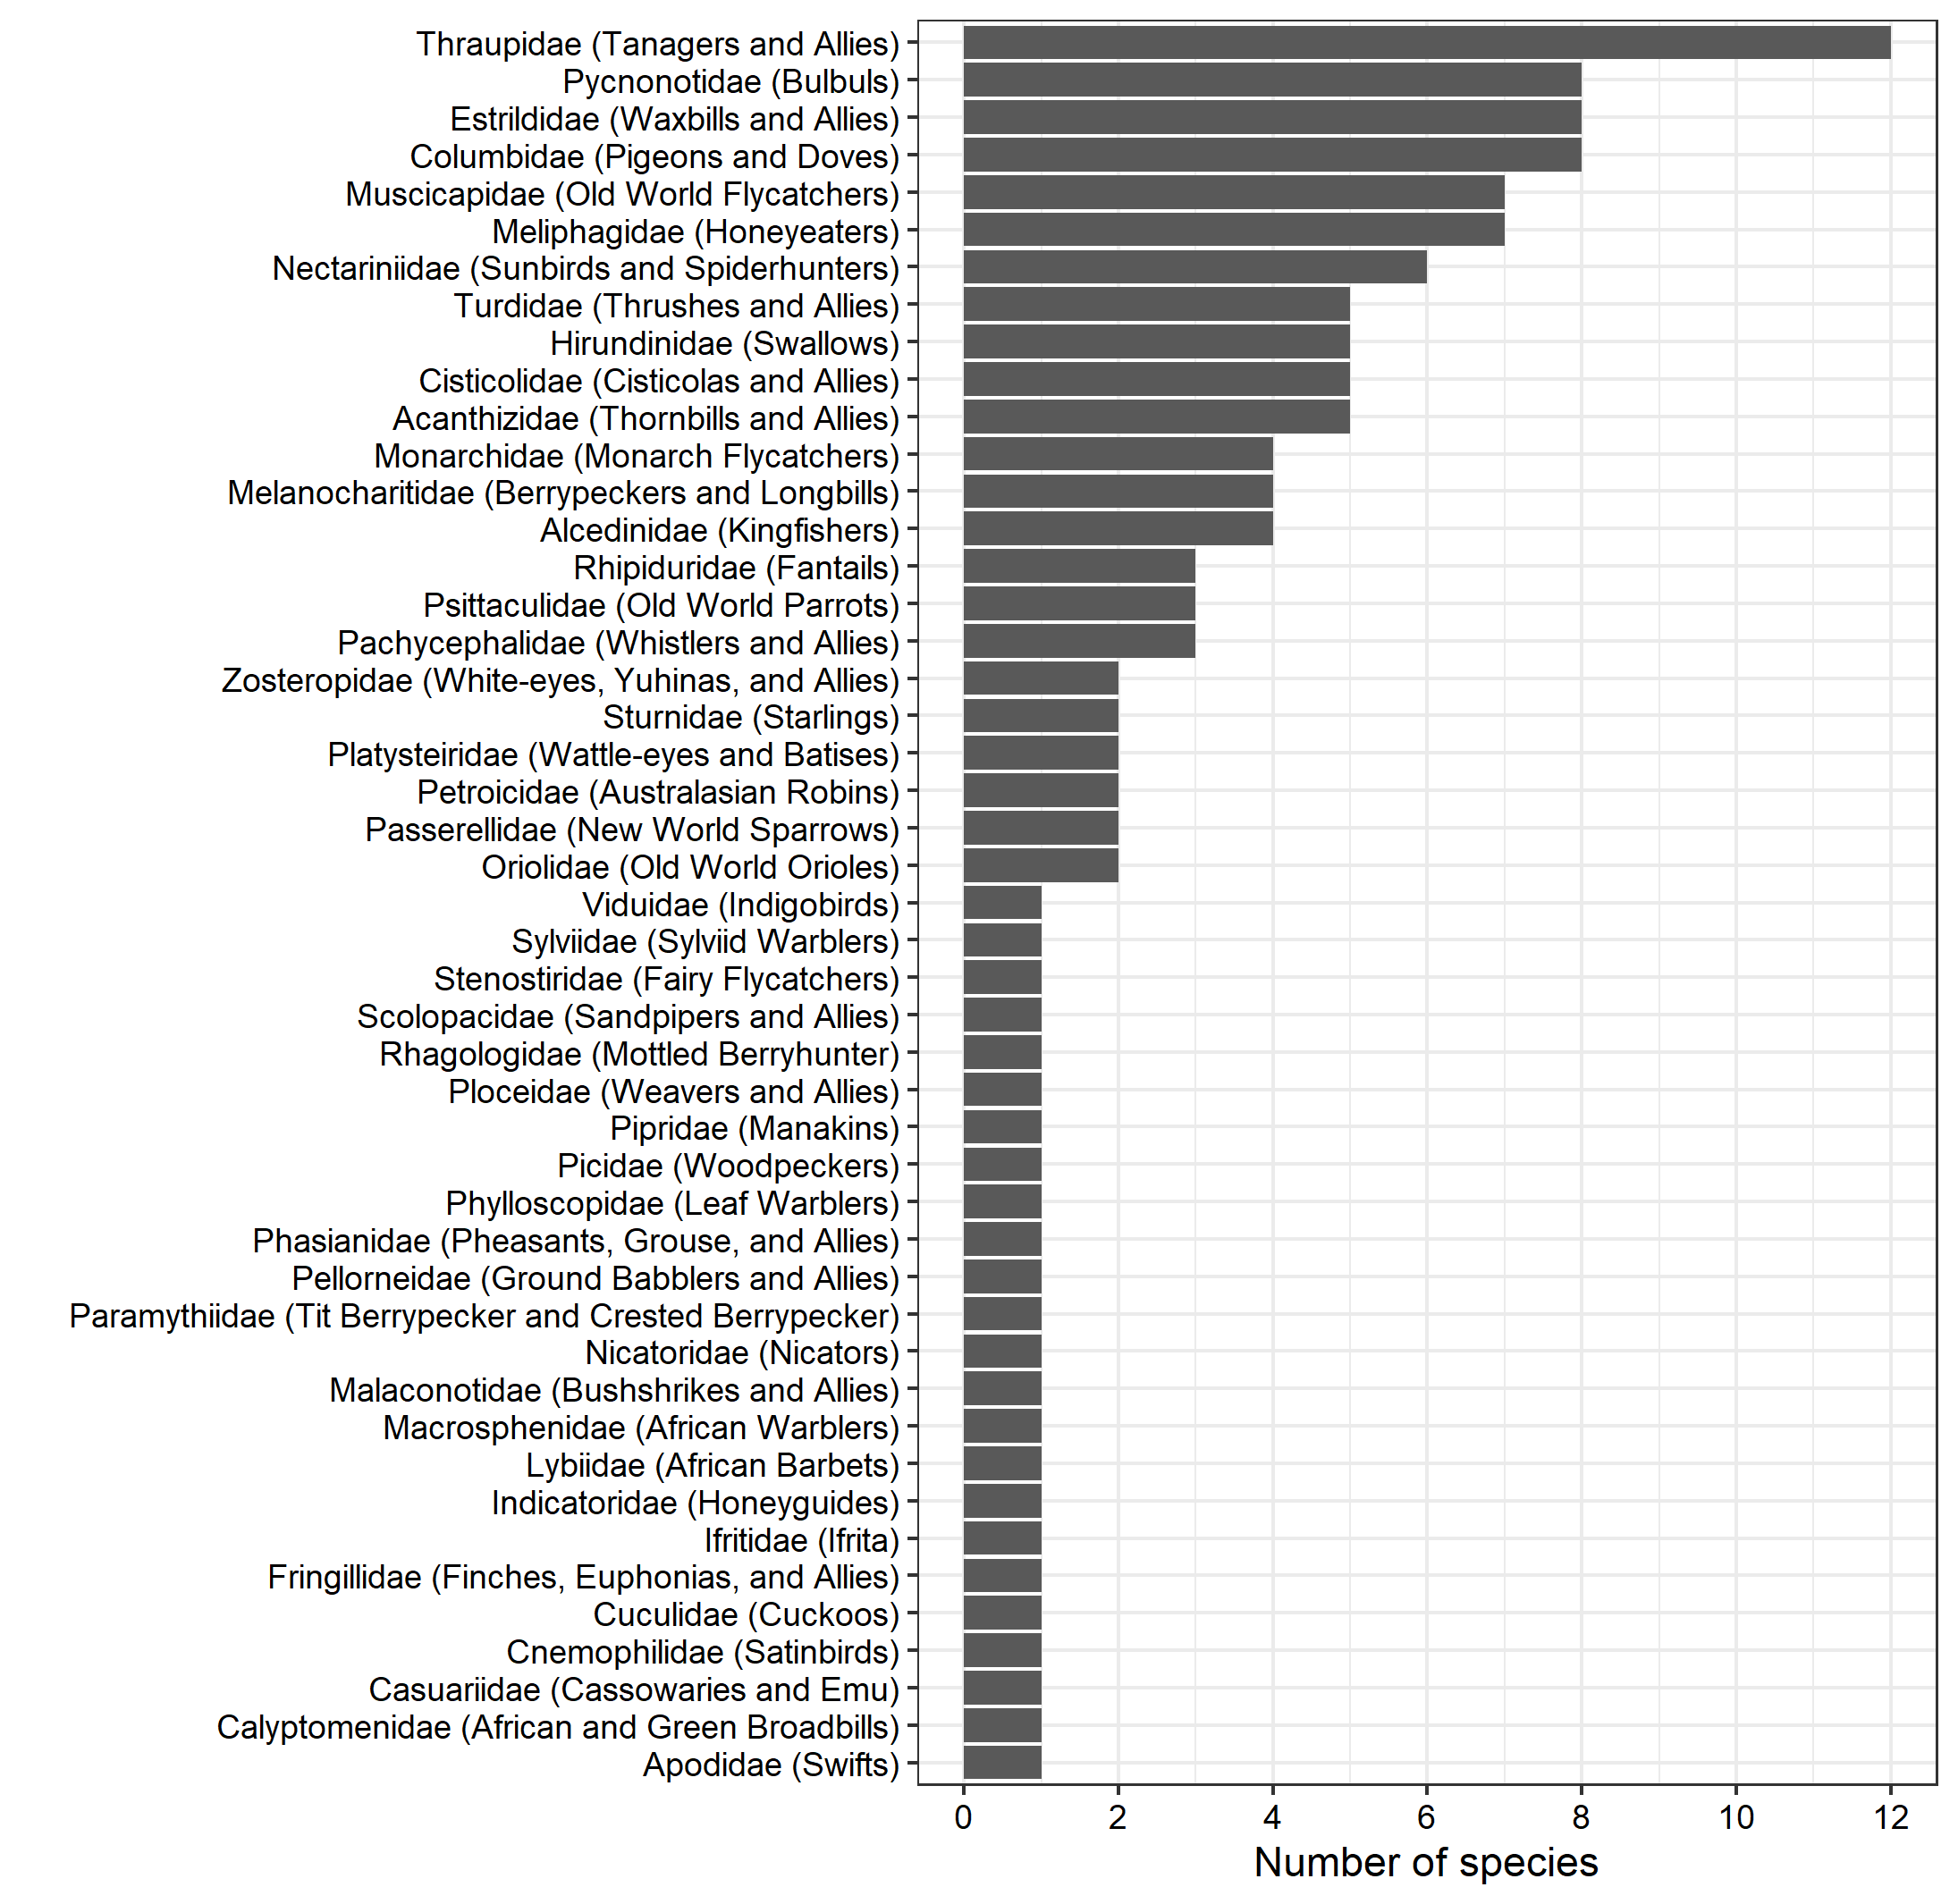 Thraupidae (Tanagers and Allies)
Pycnonotidae (Bulbuls)
Estrildidae (Waxbills and Allies)
Columbidae (Pigeons and Doves)
Muscicapidae (Old World Flycatchers)
Meliphagidae (Honeyeaters)
Nectariniidae (Sunbirds and Spiderhunters)
Turdidae (Thrushes and Allies)
Hirundinidae (Swallows)
Cisticolidae (Cisticolas and Allies)
Acanthizidae (Thornbills and Allies)
Monarchidae (Monarch Flycatchers)
Melanocharitidae (Berrypeckers and Longbills)
Alcedinidae (Kingfishers)
Rhipiduridae (Fantails)
Psittaculidae (Old World Parrots)
Pachycephalidae (Whistlers and Allies)
Zosteropidae (White-eyes, Yuhinas, and Allies)
Sturnidae (Starlings)
Platysteiridae (Wattle-eyes and Batises)
Petroicidae (Australasian Robins)
Passerellidae (New World Sparrows)
Oriolidae (Old World Orioles)
Viduidae (Indigobirds)
Sylviidae (Sylviid Warblers)
Stenostiridae (Fairy Flycatchers)
Scolopacidae (Sandpipers and Allies)
Rhagologidae (Mottled Berryhunter)
Ploceidae (Weavers and Allies)
Pipridae (Manakins)
Picidae (Woodpeckers)
Phylloscopidae (Leaf Warblers)
Phasianidae (Pheasants, Grouse, and Allies)
Pellorneidae (Ground Babblers and Allies)
Paramythiidae (Tit Berrypecker and Crested Berrypecker)
Nicatoridae (Nicators)
Malaconotidae (Bushshrikes and Allies)
Macrosphenidae (African Warblers)
Lybiidae (African Barbets)
Indicatoridae (Honeyguides)
Ifritidae (Ifrita)
Fringillidae (Finches, Euphonias, and Allies)
Cuculidae (Cuckoos)
Cnemophilidae (Satinbirds)
Casuariidae (Cassowaries and Emu)
Calyptomenidae (African and Green Broadbills)
Apodidae (Swifts)
0 2 4 6 8 10 12
Number of species